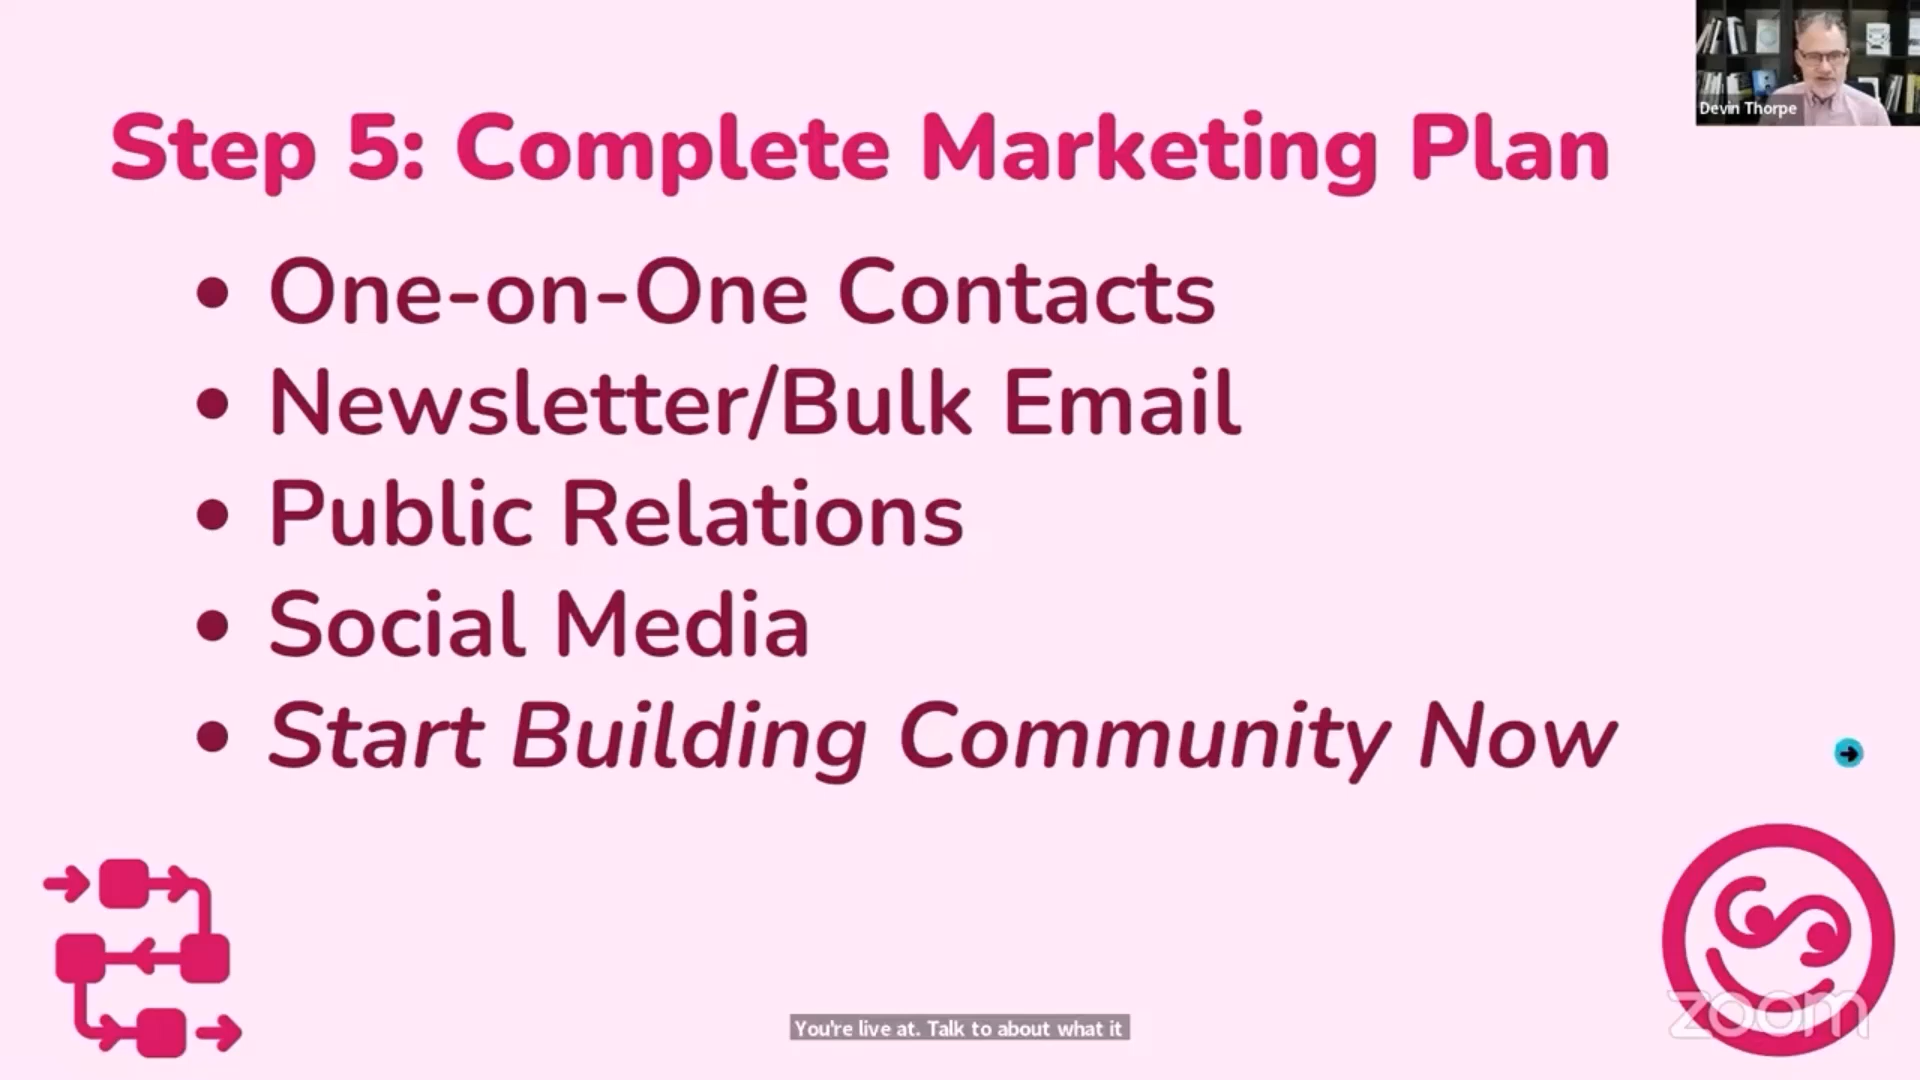 Devin Thorpe
Step 5: Complete Marketing Plan
• One-on-One Contacts
• Newsletter/Bulk Email
• Public Relations
• Social Media
• Start Building Community Now
You're live at. Talk to about what it
zoom